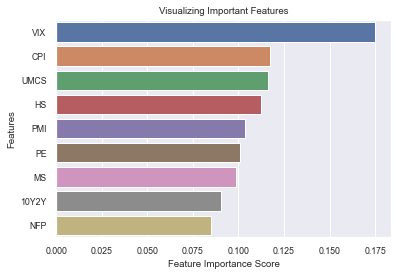 Visualizing Important Features
VIX
CPI
UMCS
HS
PMI
PE
MS
10Y2Y
NFP
Features
0.000 0.025 0.050 0.075 0.100 0.125 0.150 0.175
Feature Importance Score